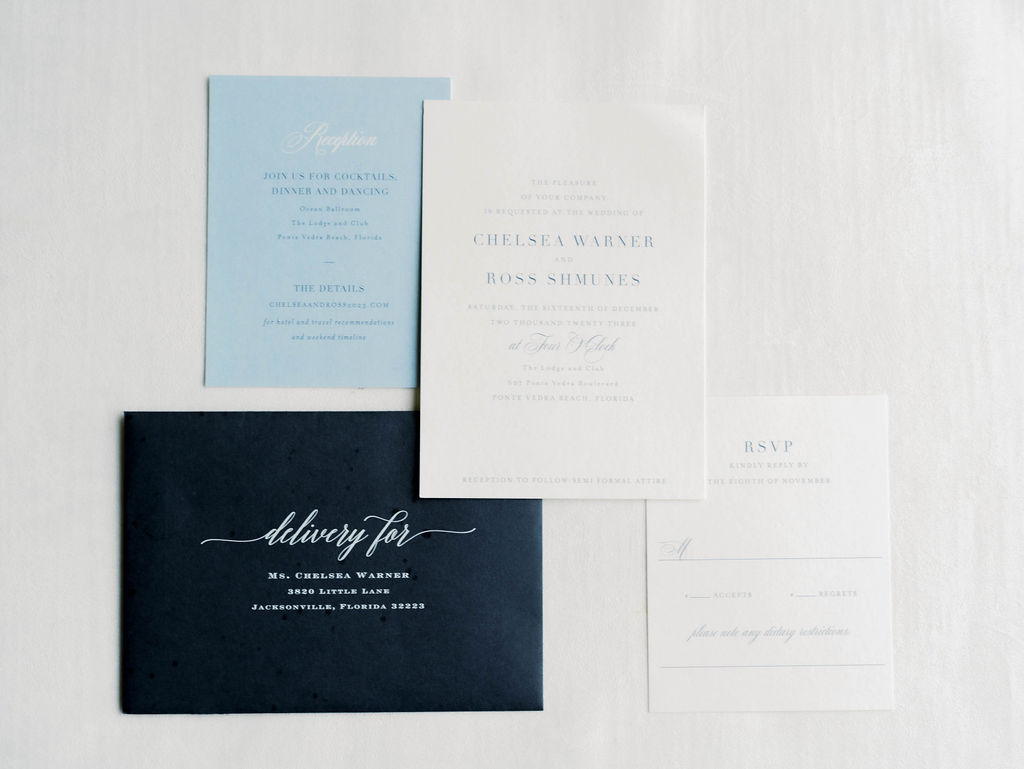 Reception
JOIN US FOR COCKTAILS,
DINNER AND DANCING
Ocean Ballroom
The Lodge and Club
Ponte Vedra Beach, Florida
—
THE DETAILS
CHELSEAANDROSS2023.COM
for hotel and travel recommendations
and weekend timeline
THE PLEASURE
OF YOUR COMPANY
IS REQUESTED AT THE WEDDING OF
CHELSEA WARNER
AND
ROSS SHMUNES
SATURDAY, THE SIXTEENTH OF DECEMBER
TWO THOUSAND TWENTY THREE
at Four O'Clock
The Lodge and Club
607 Ponte Vedra Boulevard
PONTE VEDRA BEACH, FLORIDA
RECEPTION TO FOLLOW·SEMI FORMAL ATTIRE
delivery for
Ms. Chelsea Warner
3820 Little Lane
Jacksonville, Florida 32223
RSVP
KINDLY REPLY BY
THE EIGHTH OF NOVEMBER
M
ACCEPTS REGRETS
please note any dietary restrictions